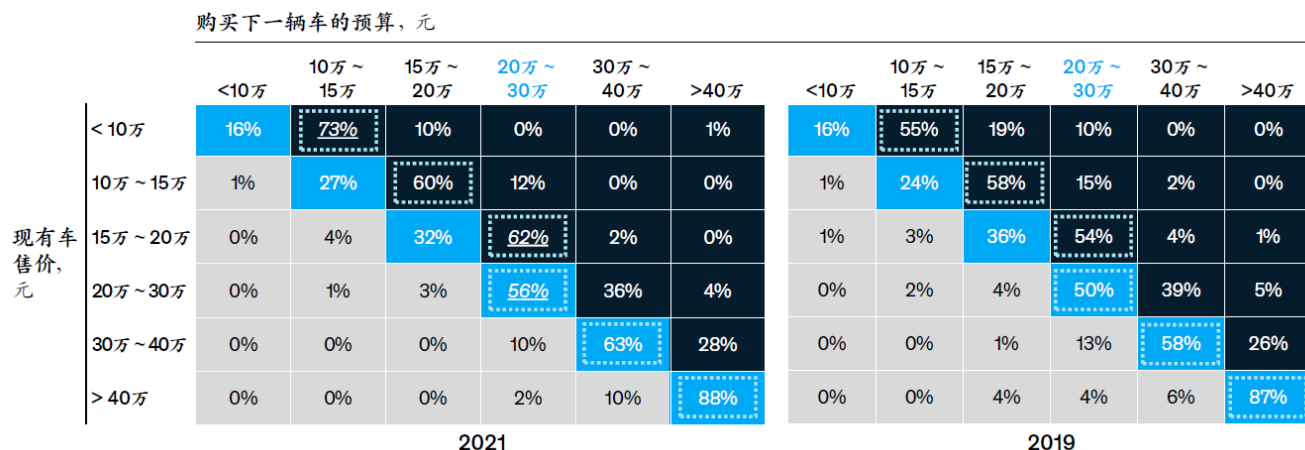 购买下一辆车的预算, 元
<10万 10万~15万 15万~20万 20万~30万 30万~40万 >40万 <10万 10万~15万 15万~20万 20万~30万 30万~40万 >40万
现有车售价, 元
< 10万 16% 73% 10% 0% 0% 1% 16% 55% 19% 10% 0% 0%
10万~15万 1% 27% 60% 12% 0% 0% 1% 24% 58% 15% 2% 0%
15万~20万 0% 4% 32% 62% 2% 0% 1% 3% 36% 54% 4% 1%
20万~30万 0% 1% 3% 56% 36% 4% 0% 2% 4% 50% 39% 5%
30万~40万 0% 0% 0% 10% 63% 28% 0% 0% 1% 13% 58% 26%
> 40万 0% 0% 0% 2% 10% 88% 0% 0% 4% 4% 6% 87%
2021 2019